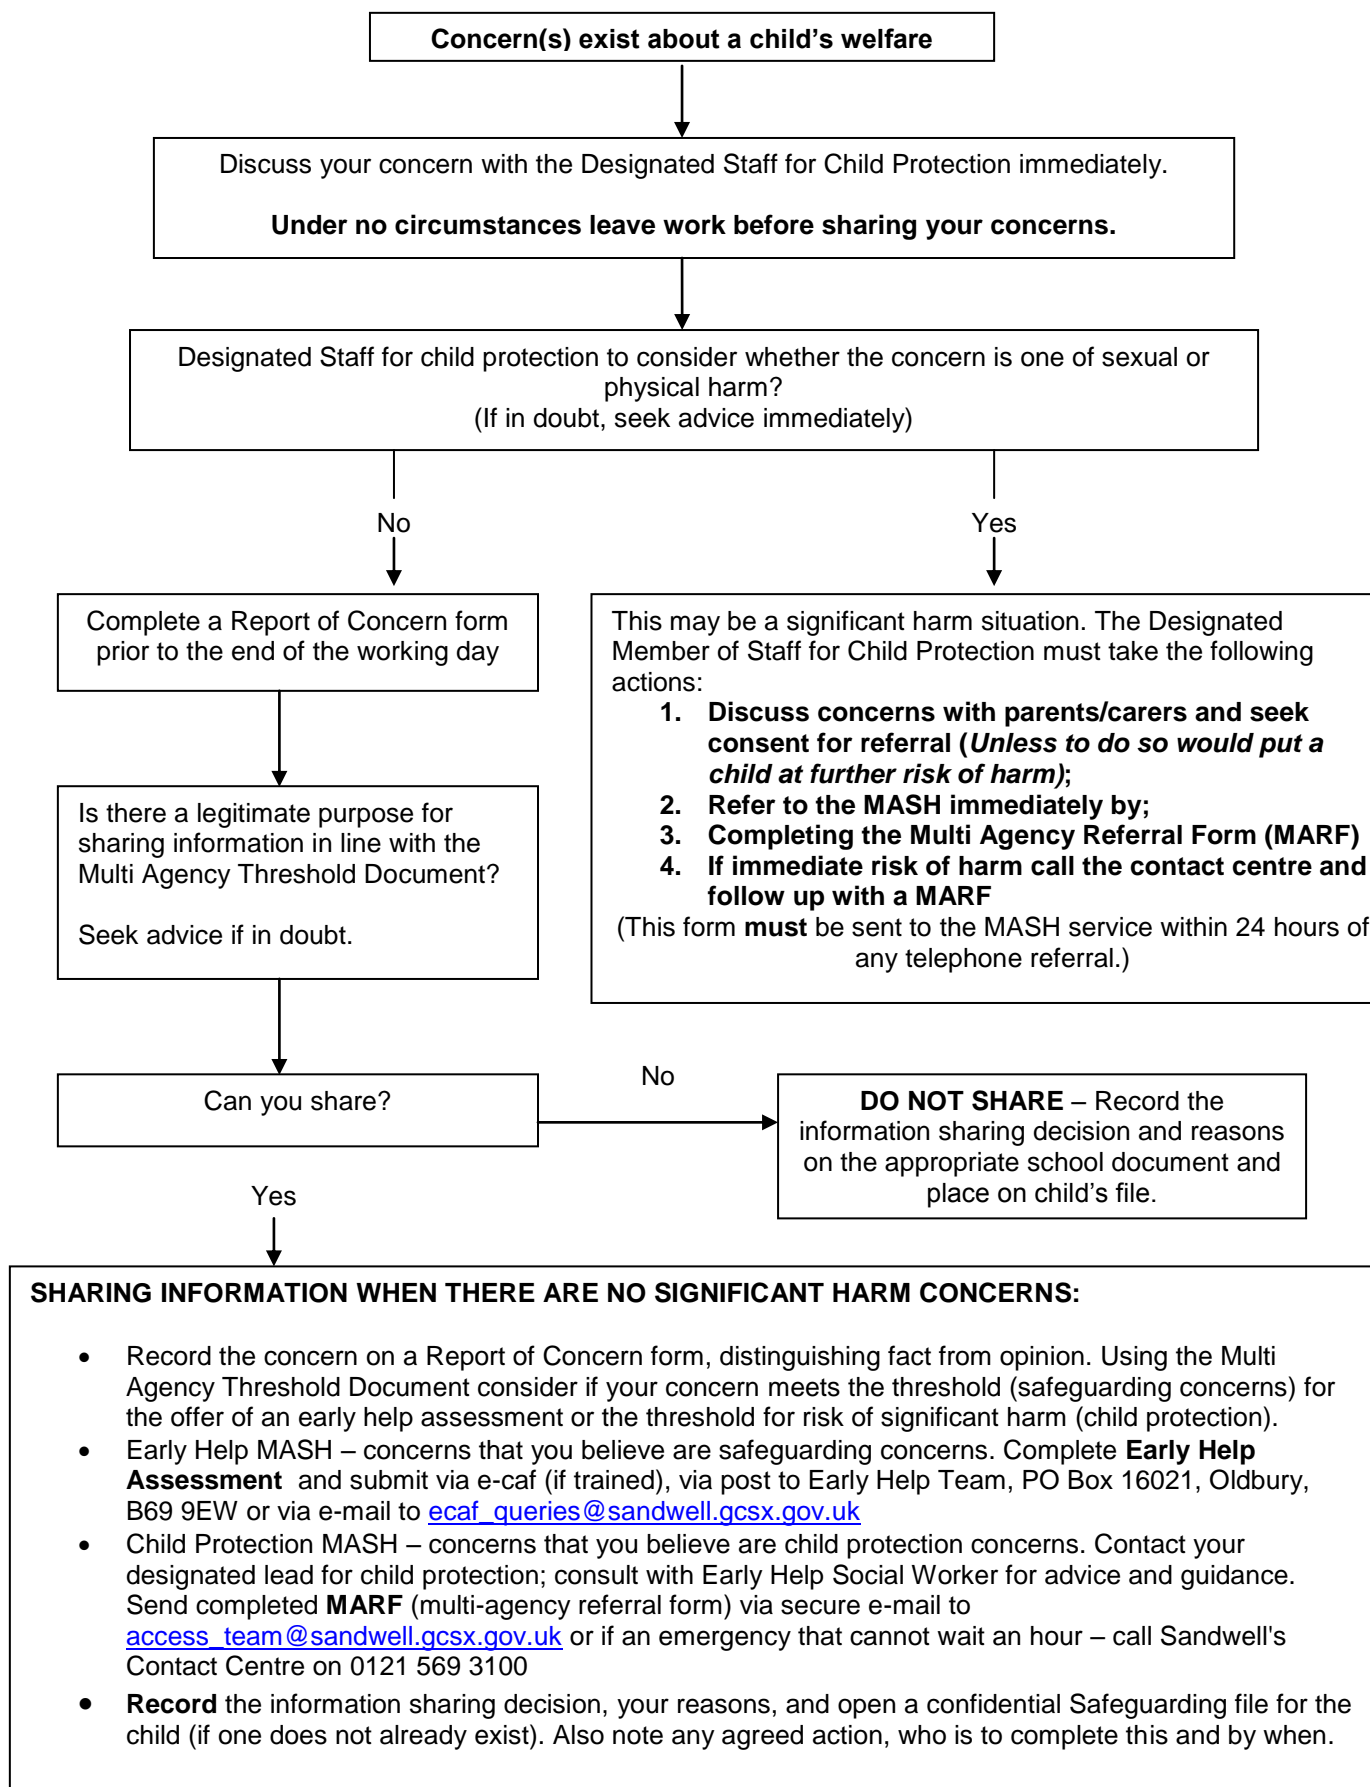 Concern(s) exist about a child's welfare
Discuss your concern with the Designated Staff for Child Protection immediately.
Under no circumstances leave work before sharing your concerns.
Designated Staff for child protection to consider whether the concern is one of sexual or
physical harm?
(If in doubt, seek advice immediately)
No
Yes
Complete a Report of Concern form
prior to the end of the working day
This may be a significant harm situation. The Designated
Member of Staff for Child Protection must take the following
actions:
1. Discuss concerns with parents/carers and seek
consent for referral (Unless to do so would put a
child at further risk of harm);
2. Refer to the MASH immediately by;
3. Completing the Multi Agency Referral Form (MARF)
4. If immediate risk of harm call the contact centre and
follow up with a MARF
(This form must be sent to the MASH service within 24 hours of
any telephone referral.)
Is there a legitimate purpose for
sharing information in line with the
Multi Agency Threshold Document?
Seek advice if in doubt.
Can you share?
No
DO NOT SHARE – Record the
information sharing decision and reasons
on the appropriate school document and
place on child's file.
Yes
SHARING INFORMATION WHEN THERE ARE NO SIGNIFICANT HARM CONCERNS:
• Record the concern on a Report of Concern form, distinguishing fact from opinion. Using the Multi
Agency Threshold Document consider if your concern meets the threshold (safeguarding concerns) for
the offer of an early help assessment or the threshold for risk of significant harm (child protection).
• Early Help MASH – concerns that you believe are safeguarding concerns. Complete Early Help
Assessment and submit via e-caf (if trained), via post to Early Help Team, PO Box 16021, Oldbury,
B69 9EW or via e-mail to ecaf_queries@sandwell.gcsx.gov.uk
• Child Protection MASH – concerns that you believe are child protection concerns. Contact your
designated lead for child protection; consult with Early Help Social Worker for advice and guidance.
Send completed MARF (multi-agency referral form) via secure e-mail to
access_team@sandwell.gcsx.gov.uk or if an emergency that cannot wait an hour – call Sandwell's
Contact Centre on 0121 569 3100
• Record the information sharing decision, your reasons, and open a confidential Safeguarding file for the
child (if one does not already exist). Also note any agreed action, who is to complete this and by when.